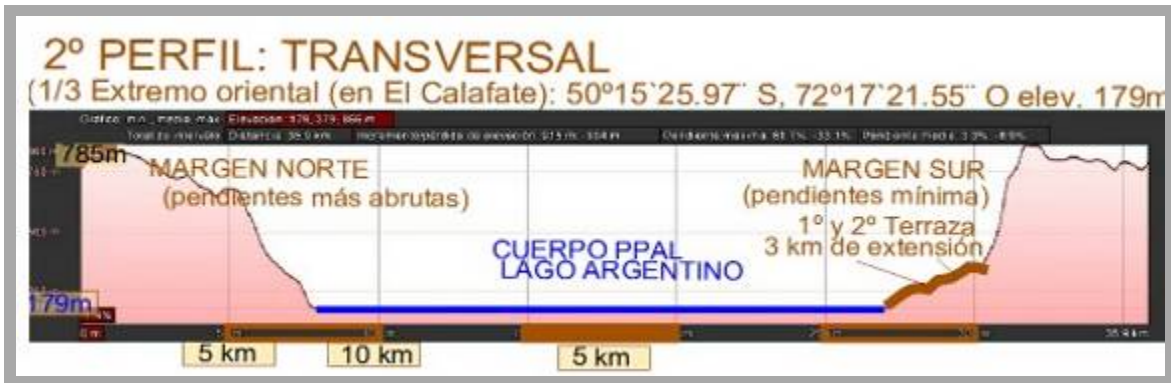 2º PERFIL: TRANSVERSAL
(1/3 Extremo oriental (en El Calafate): 50º15`25.97¨ S, 72º17`21.55¨ O elev. 179m
785m
MARGEN NORTE
(pendientes más abrutas)
MARGEN SUR
(pendientes mínima)
1º y 2º Terraza
3 km de extensión
CUERPO PPAL
LAGO ARGENTINO
179m
5 km
10 km
5 km